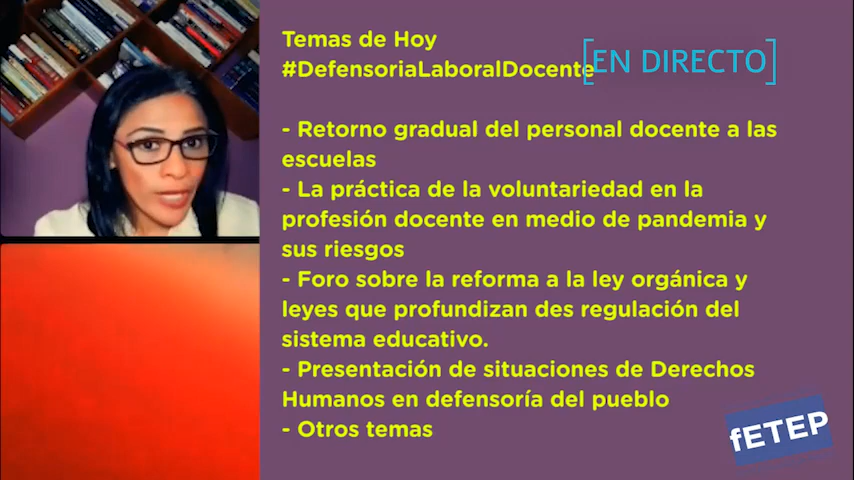 Temas de Hoy
#DefensoriaLaboralDocente
[EN DIRECTO]
- Retorno gradual del personal docente a las
escuelas
- La práctica de la voluntariedad en la
profesión docente en medio de pandemia y
sus riesgos
- Foro sobre la reforma a la ley orgánica y
leyes que profundizan des regulación del
sistema educativo.
- Presentación de situaciones de Derechos
Humanos en defensoría del pueblo
- Otros temas
fETEP